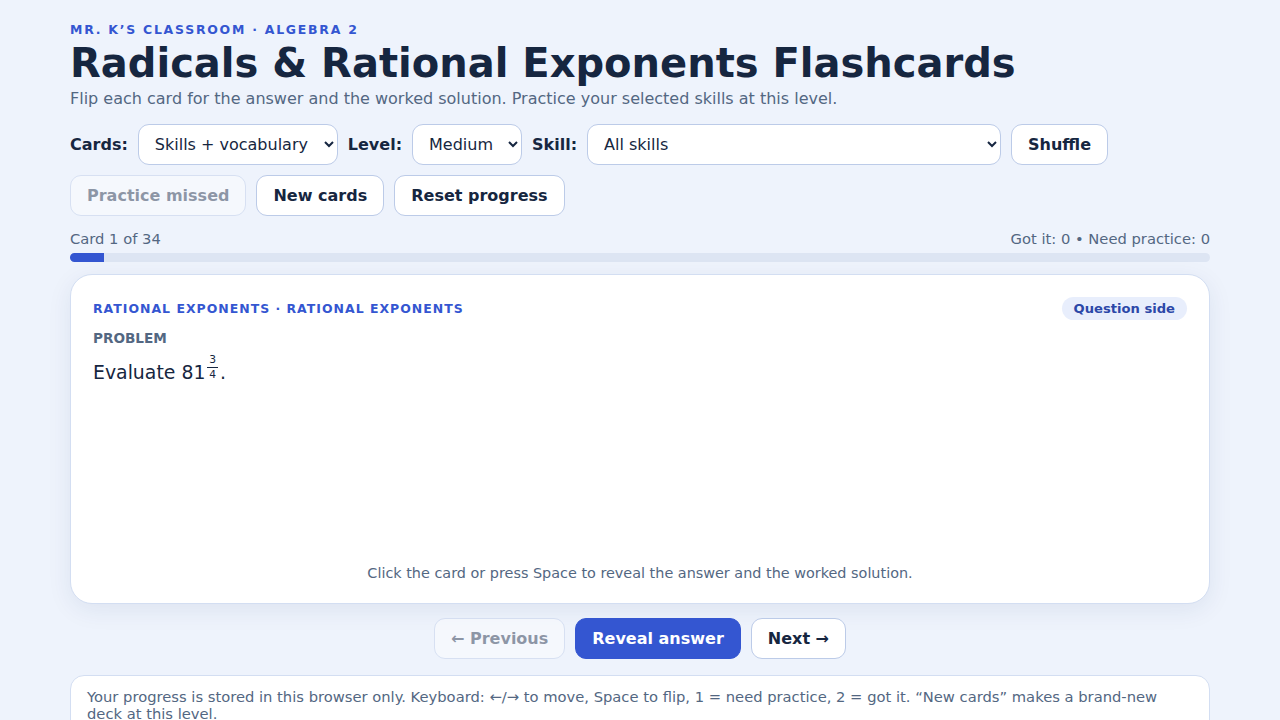 MR. K’S CLASSROOM · ALGEBRA 2
Radicals & Rational Exponents Flashcards
Flip each card for the answer and the worked solution. Practice your selected skills at this level.
Cards: Skills + vocabulary Level: Medium Skill: All skills Shuffle
Practice missed New cards Reset progress
Card 1 of 34 Got it: 0 • Need practice: 0
RATIONAL EXPONENTS · RATIONAL EXPONENTS Question side
PROBLEM
Evaluate 81^(3/4).
Click the card or press Space to reveal the answer and the worked solution.
← Previous Reveal answer Next →
Your progress is stored in this browser only. Keyboard: ←/→ to move, Space to flip, 1 = need practice, 2 = got it. “New cards” makes a brand-new
deck at this level.